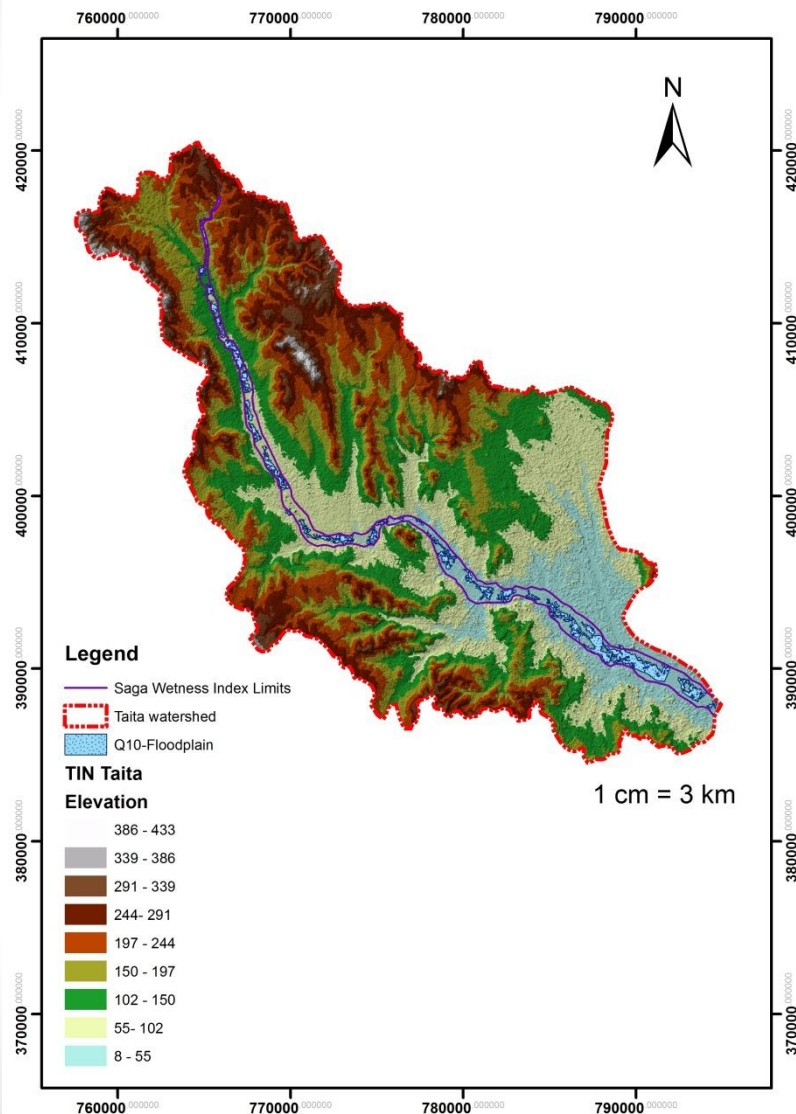 760000.000000 770000.000000 780000.000000 790000.000000
N
420000.000000 420000.000000
410000.000000 410000.000000
400000.000000 400000.000000
390000.000000 390000.000000
380000.000000 380000.000000
370000.000000 370000.000000
Legend
Saga Wetness Index Limits
Taita watershed
Q10-Floodplain
TIN Taita
Elevation
386 - 433
339 - 386
291 - 339
244- 291
197 - 244
150 - 197
102 - 150
55- 102
8 - 55
1 cm = 3 km
760000.000000 770000.000000 780000.000000 790000.000000